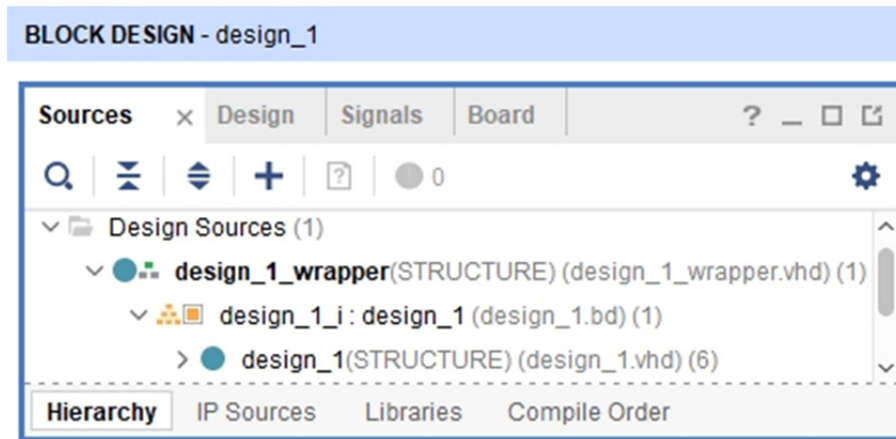 BLOCK DESIGN - design_1
Sources × Design Signals Board ?
? 0
Design Sources (1)
design_1_wrapper(STRUCTURE) (design_1_wrapper.vhd) (1)
design_1_i : design_1 (design_1.bd) (1)
design_1(STRUCTURE) (design_1.vhd) (6)
Hierarchy IP Sources Libraries Compile Order